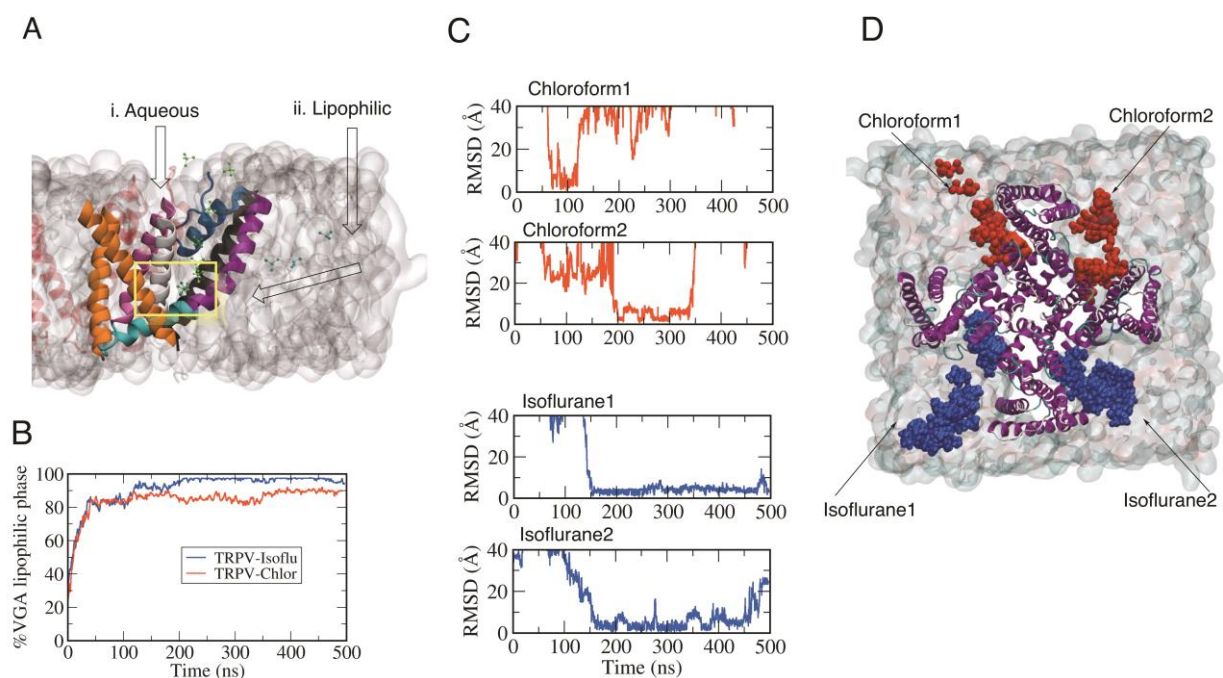 A
i. Aqueous
ii. Lipophilic
B
%VGA lipophilic phase
100
80
60
40
20
0
TRPV-Isoflu
TRPV-Chlor
0 100 200 300 400 500
Time (ns)
C
Chloroform1
RMSD (Å)
40
20
0
0 100 200 300 400 500
Chloroform2
RMSD (Å)
40
20
0
0 100 200 300 400 500
Isoflurane1
RMSD (Å)
40
20
0
0 100 200 300 400 500
Isoflurane2
RMSD (Å)
40
20
0
0 100 200 300 400 500
Time (ns)
D
Chloroform1
Chloroform2
Isoflurane1
Isoflurane2